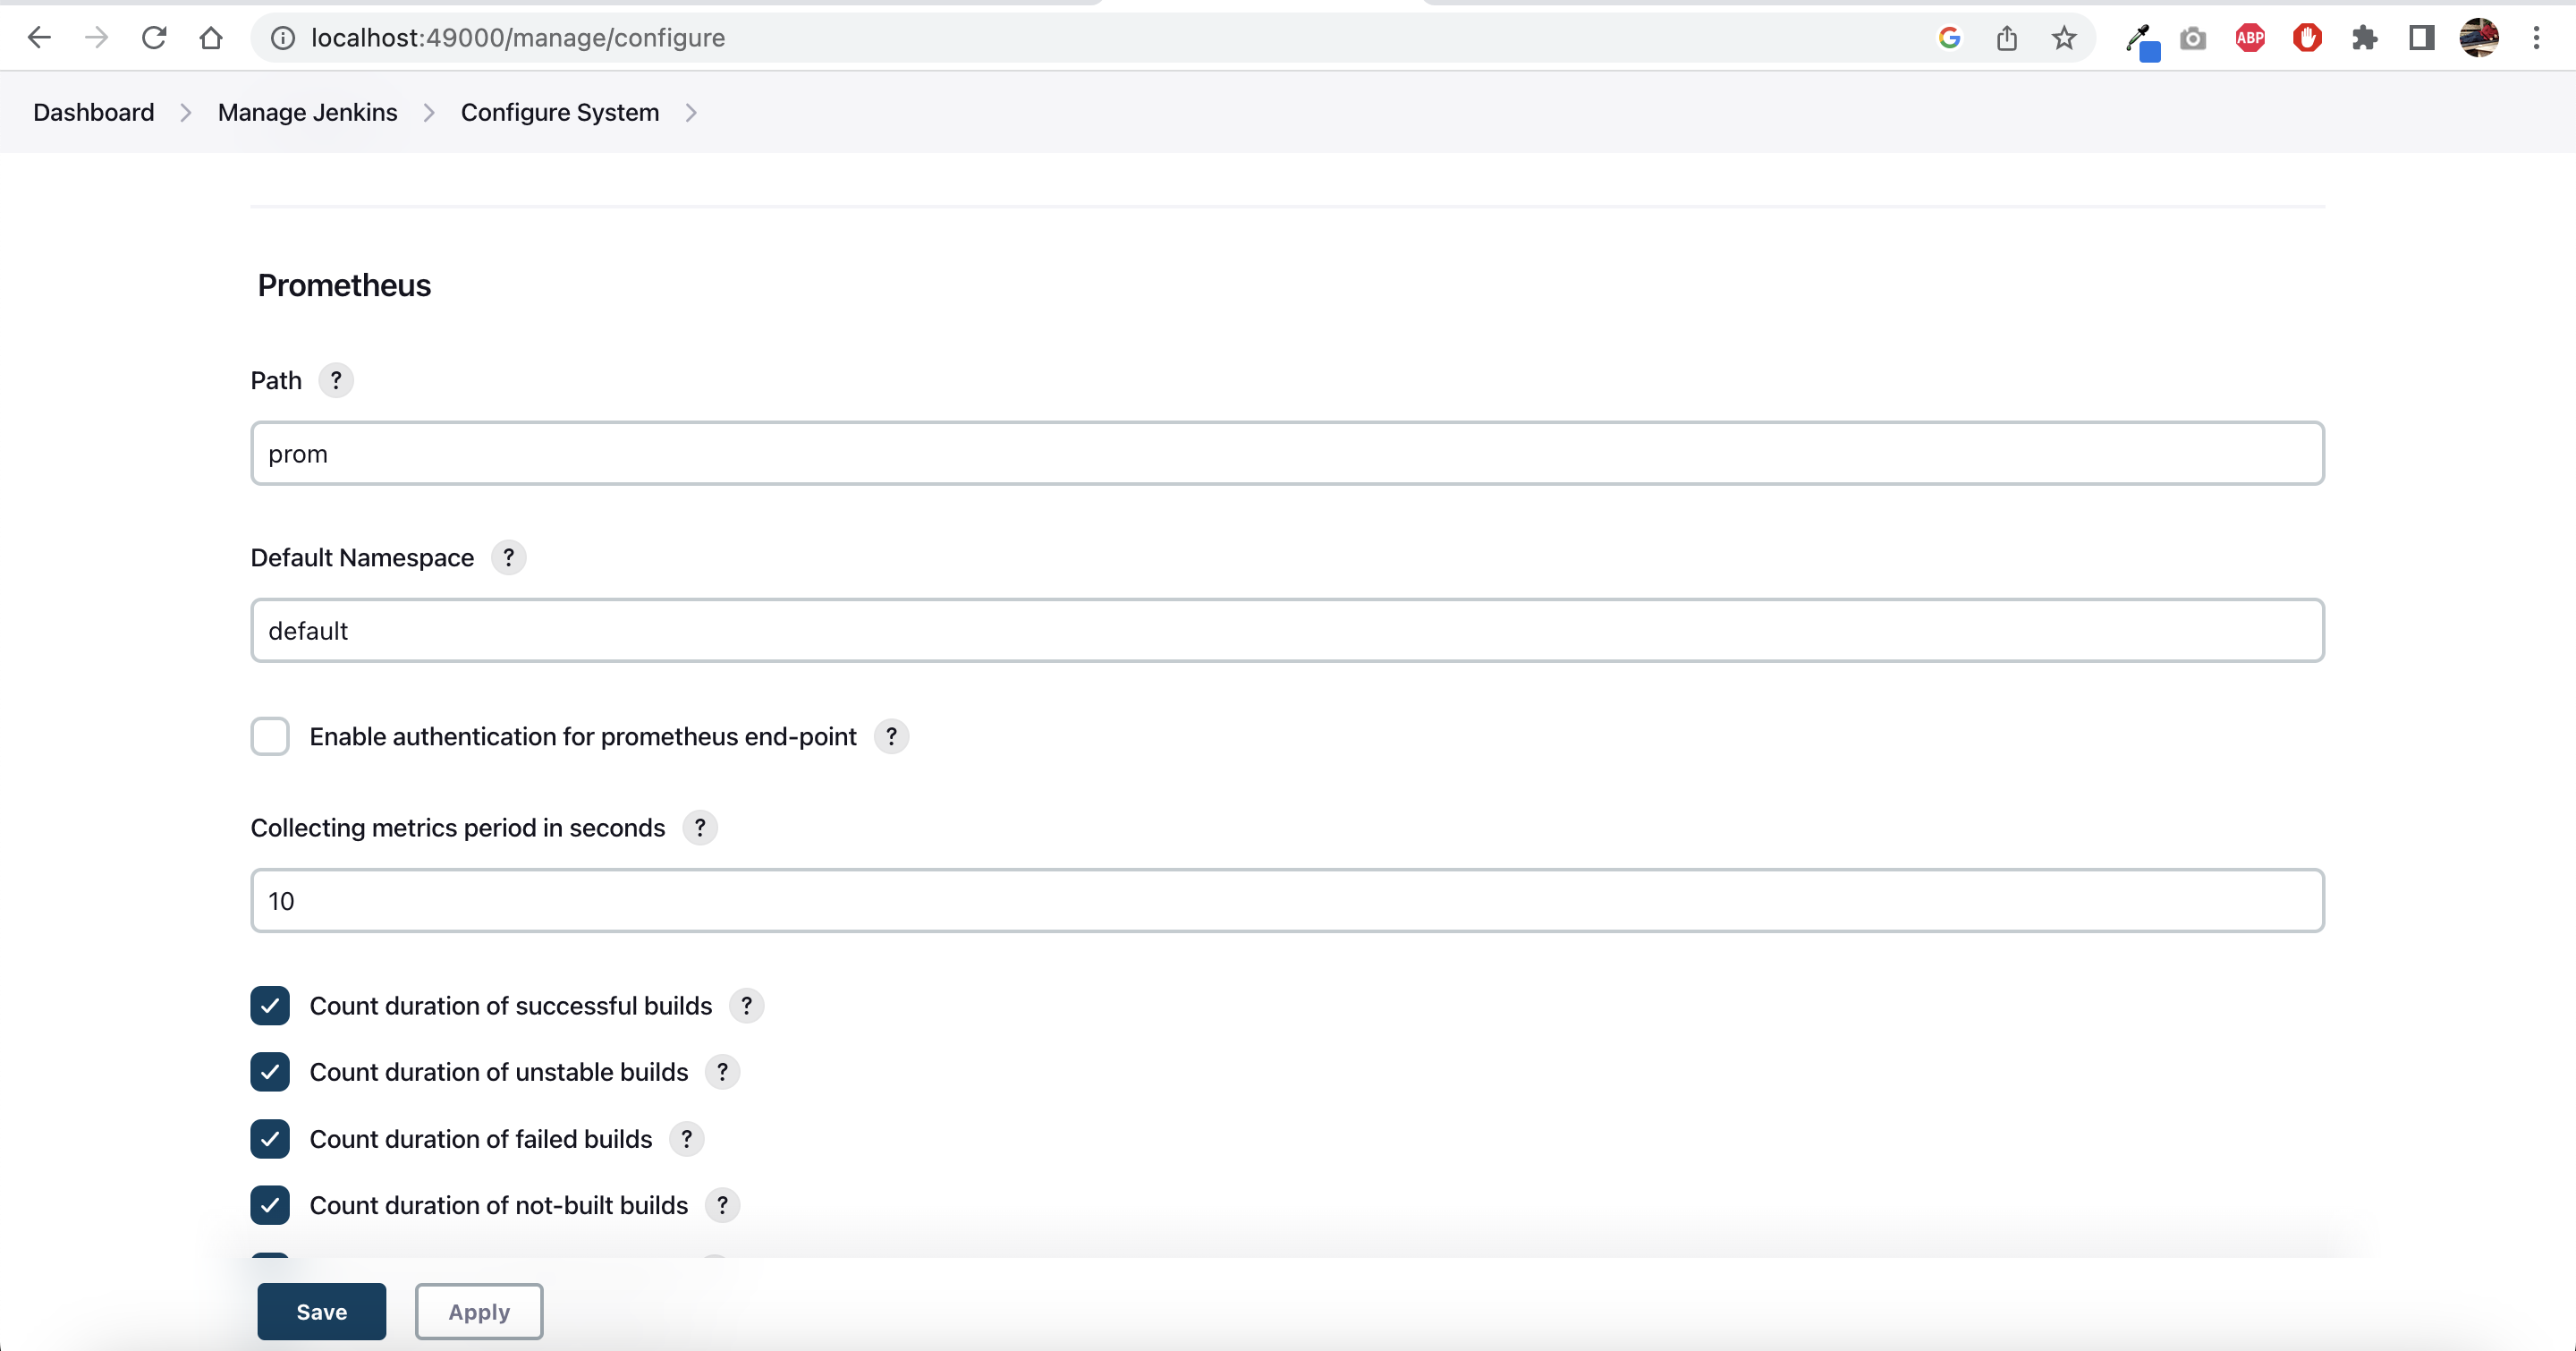 localhost:49000/manage/configure
ABP
Dashboard > Manage Jenkins > Configure System >
Prometheus
Path ?
prom
Default Namespace ?
default
Enable authentication for prometheus end-point ?
Collecting metrics period in seconds ?
10
Count duration of successful builds ?
Count duration of unstable builds ?
Count duration of failed builds ?
Count duration of not-built builds ?
Save Apply